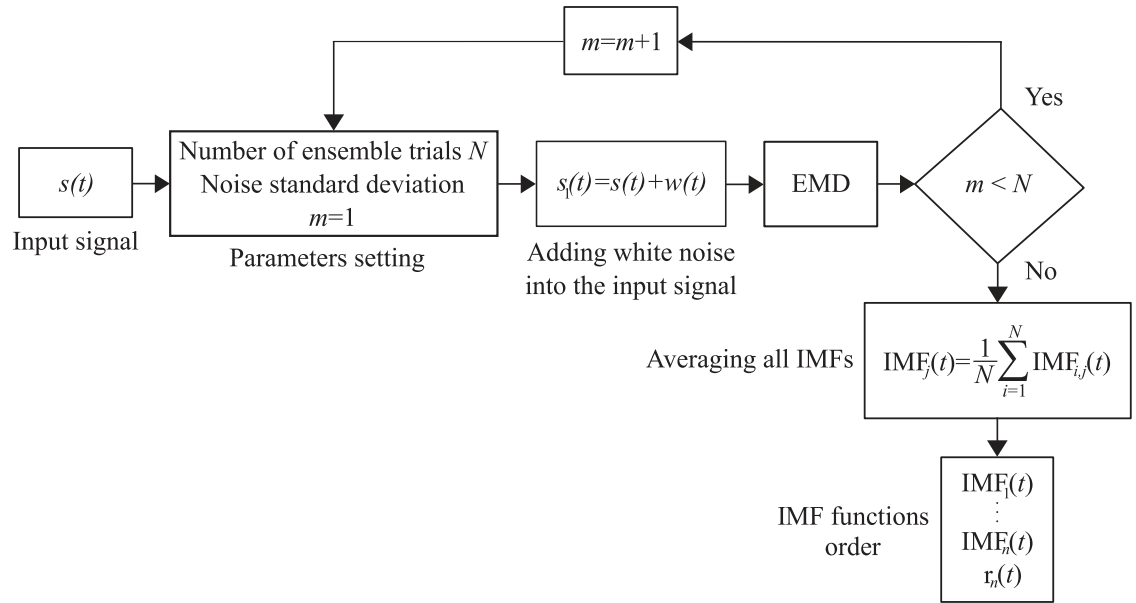 m=m+1
Yes
s(t)
Input signal
Number of ensemble trials N
Noise standard deviation
m=1
Parameters setting
s₁(t)=s(t)+w(t)
Adding white noise
into the input signal
EMD
m < N
No
Averaging all IMFs
IMFⱼ(t)=1/N ∑ᵢ₌₁ᴺ IMFᵢ,ⱼ(t)
IMF functions
order
IMF₁(t)
⋮
IMFₙ(t)
rₙ(t)